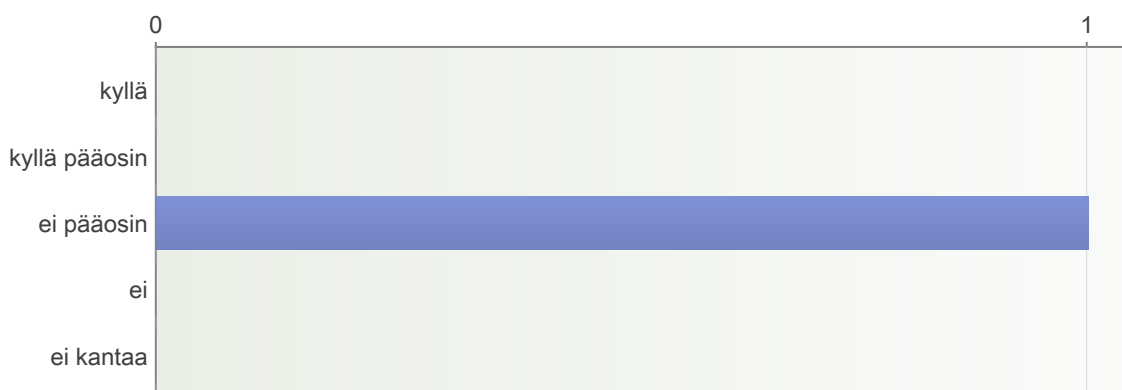 0 1
kyllä
kyllä pääosin
ei pääosin
ei
ei kantaa